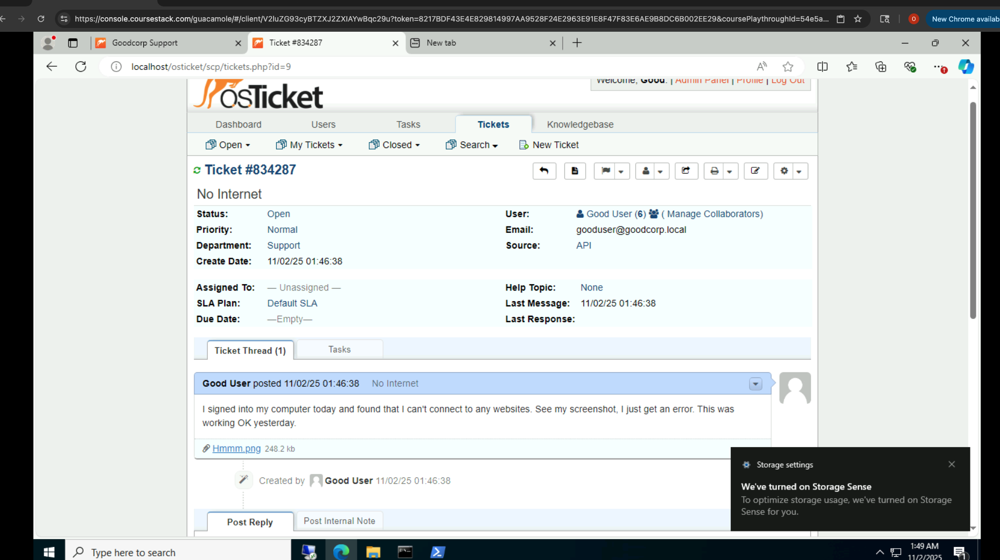 https://console.coursestack.com/guacamole/#/client/V2luZG93cyBTZXJ2ZXIAYwBqc29u?token=8217BDF43E4E829814997AA9528F24E2963E91E8F47F83E6AE9B8DC6B002EE29&coursePlaythroughId=54e5a... O New Chrome availab
Goodcorp Support Ticket #834287 New tab
localhost/osticket/scp/tickets.php?id=9
osTicket
Welcome, Good. | Admin Panel | Profile | Log Out
Dashboard Users Tasks Tickets Knowledgebase
Open My Tickets Closed Search New Ticket
Ticket #834287
No Internet
Status: Open User: Good User (6) ( Manage Collaborators)
Priority: Normal Email: gooduser@goodcorp.local
Department: Support Source: API
Create Date: 11/02/25 01:46:38
Assigned To: — Unassigned — Help Topic: None
SLA Plan: Default SLA Last Message: 11/02/25 01:46:38
Due Date: —Empty— Last Response:
Ticket Thread (1) Tasks
Good User posted 11/02/25 01:46:38 No Internet
I signed into my computer today and found that I can't connect to any websites. See my screenshot, I just get an error. This was
working OK yesterday.
Hmmm.png 248.2 kb
Created by Good User 11/02/25 01:46:38
Post Reply Post Internal Note
Storage settings
We've turned on Storage Sense
To optimize storage usage, we've turned on Storage
Sense for you.
Type here to search
1:49 AM
11/2/2025
1